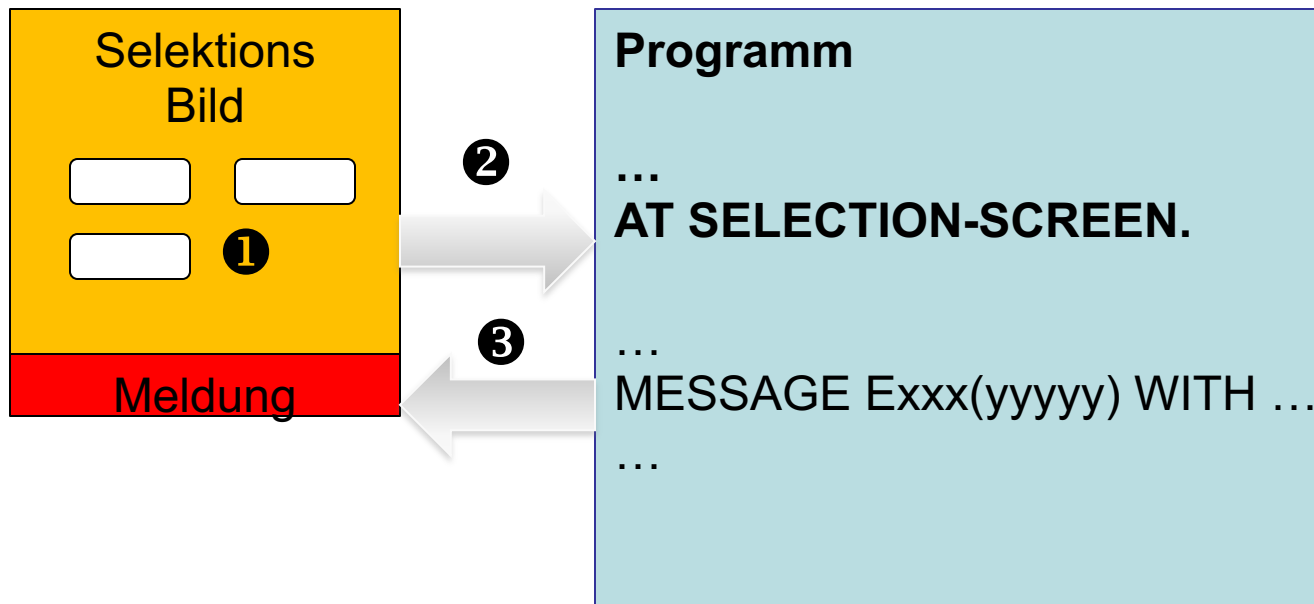 Selektions
Bild
❶
Meldung
❷
❸
Programm
…
AT SELECTION-SCREEN.
…
MESSAGE Exxx(yyyyy) WITH …
…